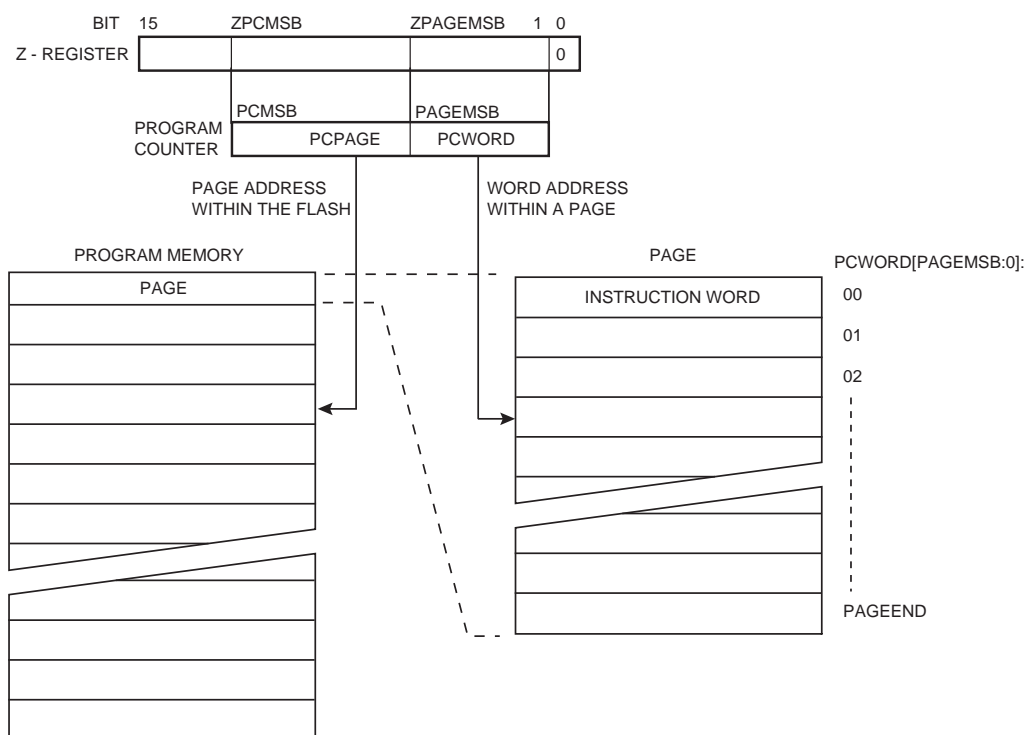 BIT 15 ZPCMSB ZPAGEMSB 1 0
Z - REGISTER 0
PCMSB PAGEMSB
PROGRAM
COUNTER
PCPAGE PCWORD
PAGE ADDRESS
WITHIN THE FLASH
WORD ADDRESS
WITHIN A PAGE
PROGRAM MEMORY
PAGE
PAGE
INSTRUCTION WORD
PCWORD[PAGEMSB:0]:
00
01
02
PAGEEND